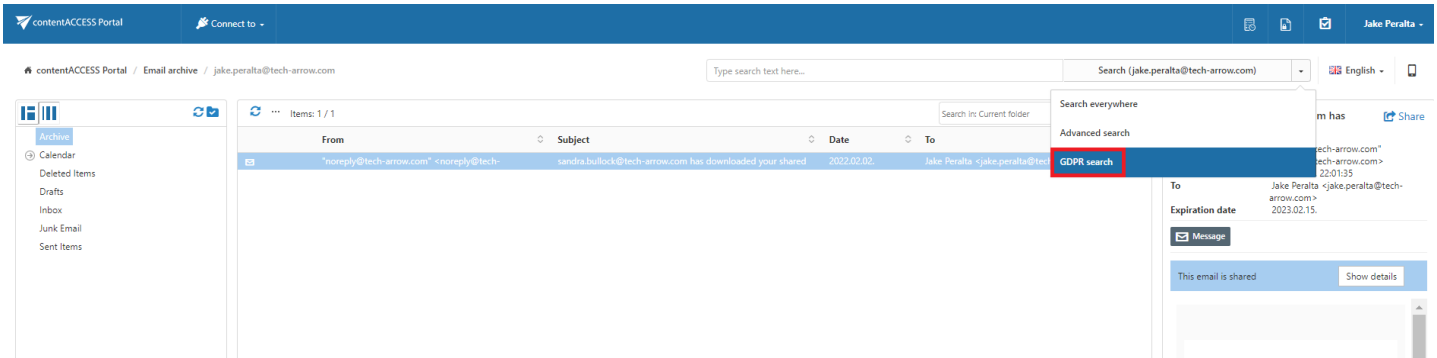 contentACCESS Portal
Connect to
Jake Peralta
contentACCESS Portal / Email archive / jake.peralta@tech-arrow.com
Type search text here...
Search (jake.peralta@tech-arrow.com)
English
Search everywhere
Advanced search
GDPR search
Items: 1 / 1
Search in: Current folder
m has
Share
Archive
Calendar
Deleted Items
Drafts
Inbox
Junk Email
Sent Items
From
Subject
Date
To
"noreply@tech-arrow.com" <noreply@tech-
sandra.bullock@tech-arrow.com has downloaded your shared
2022.02.02.
Jake Peralta <jake.peralta@tech
ech-arrow.com"
tech-arrow.com>
22:01:35
To
Jake Peralta <jake.peralta@tech-
arrow.com>
Expiration date
2023.02.15.
Message
This email is shared
Show details